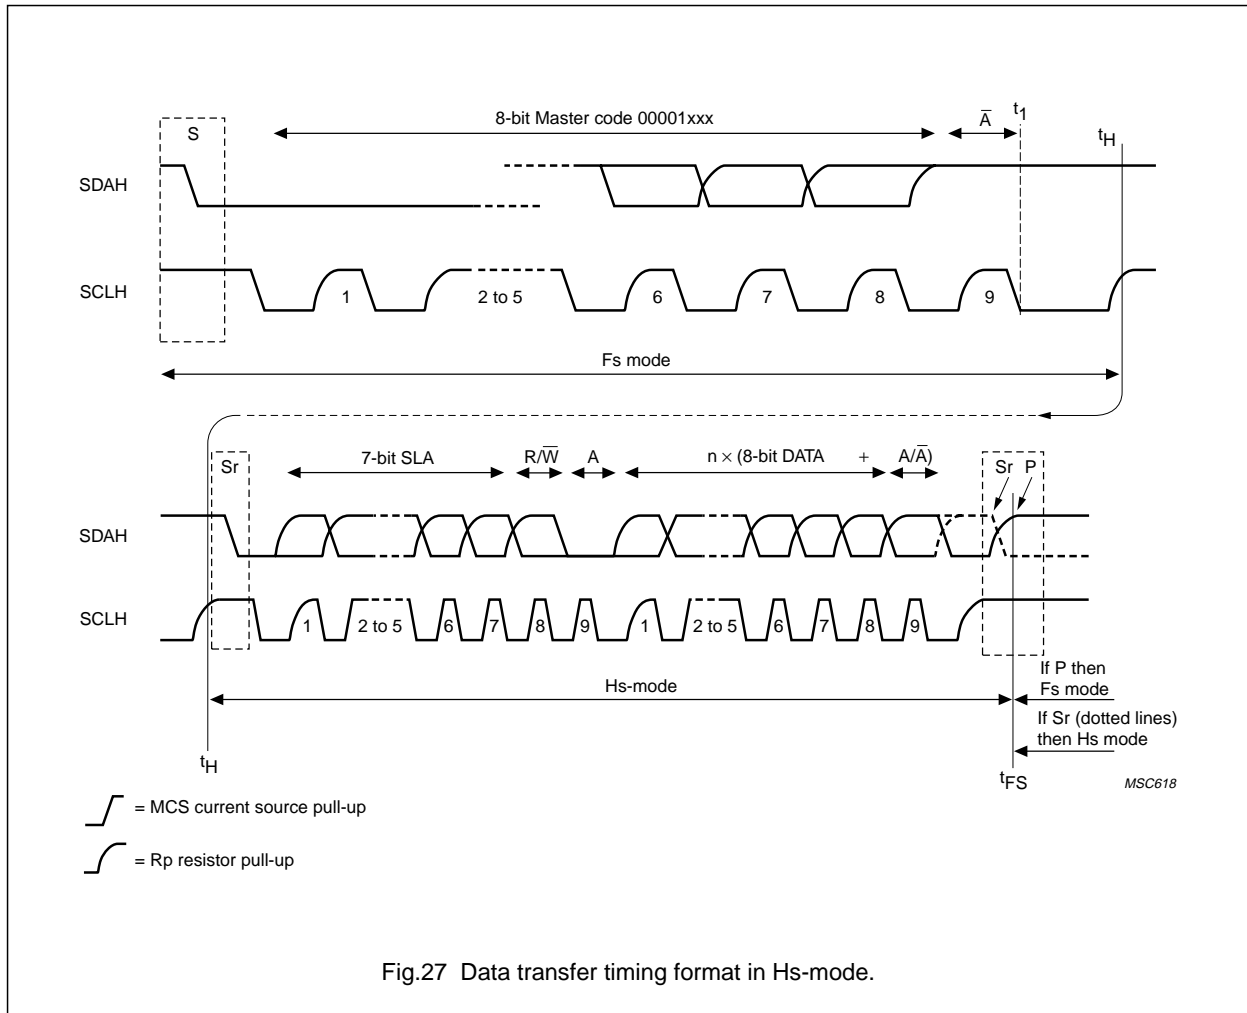 S
8-bit Master code 00001xxx
A̅
t1
tH
SDAH
SCLH
1
2 to 5
6
7
8
9
Fs mode
Sr
7-bit SLA
R/W̅
A
n × (8-bit DATA +
A/A̅)
Sr P
SDAH
SCLH
1
2 to 5
6
7
8
9
1
2 to 5
6
7
8
9
If P then
Fs mode
Hs-mode
If Sr (dotted lines)
then Hs mode
tH
tFS
MSC618
= MCS current source pull-up
= Rp resistor pull-up
Fig.27 Data transfer timing format in Hs-mode.